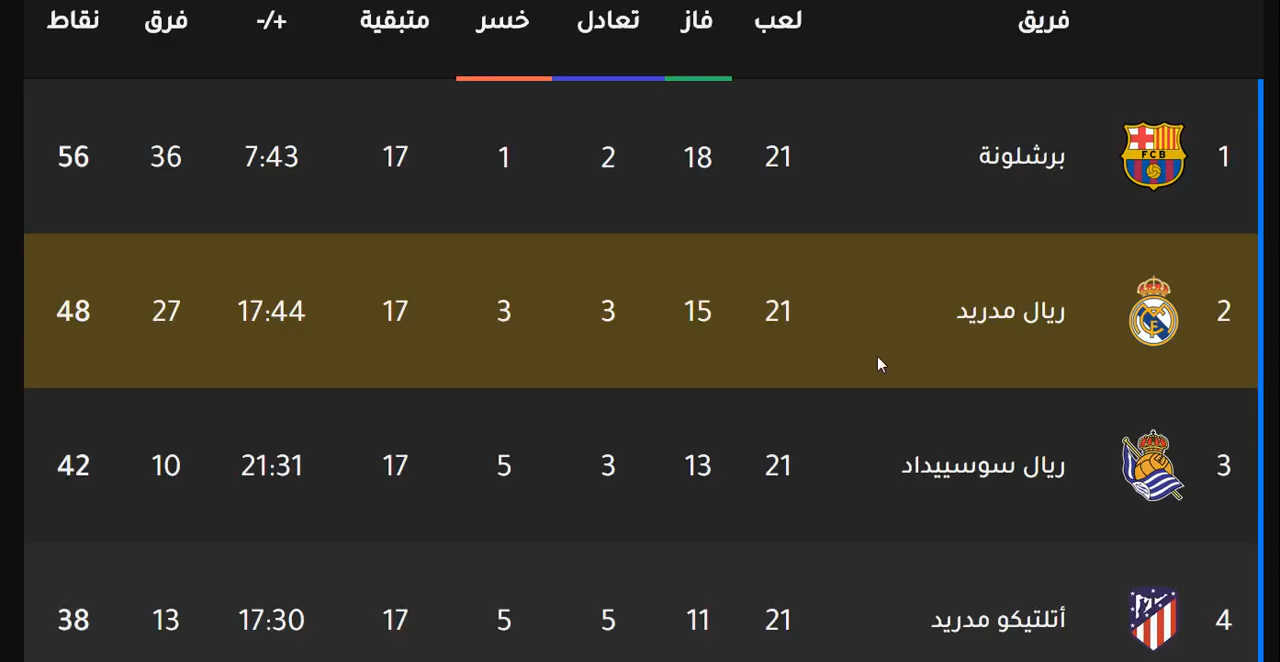 فريق لعب فاز تعادل خسر متبقية +/- فرق نقاط
1 FCB برشلونة 21 18 2 1 17 7:43 36 56
2 ريال مدريد 21 15 3 3 17 17:44 27 48
3 ريال سوسييداد 21 13 3 5 17 21:31 10 42
4 أتلتيكو مدريد 21 11 5 5 17 17:30 13 38